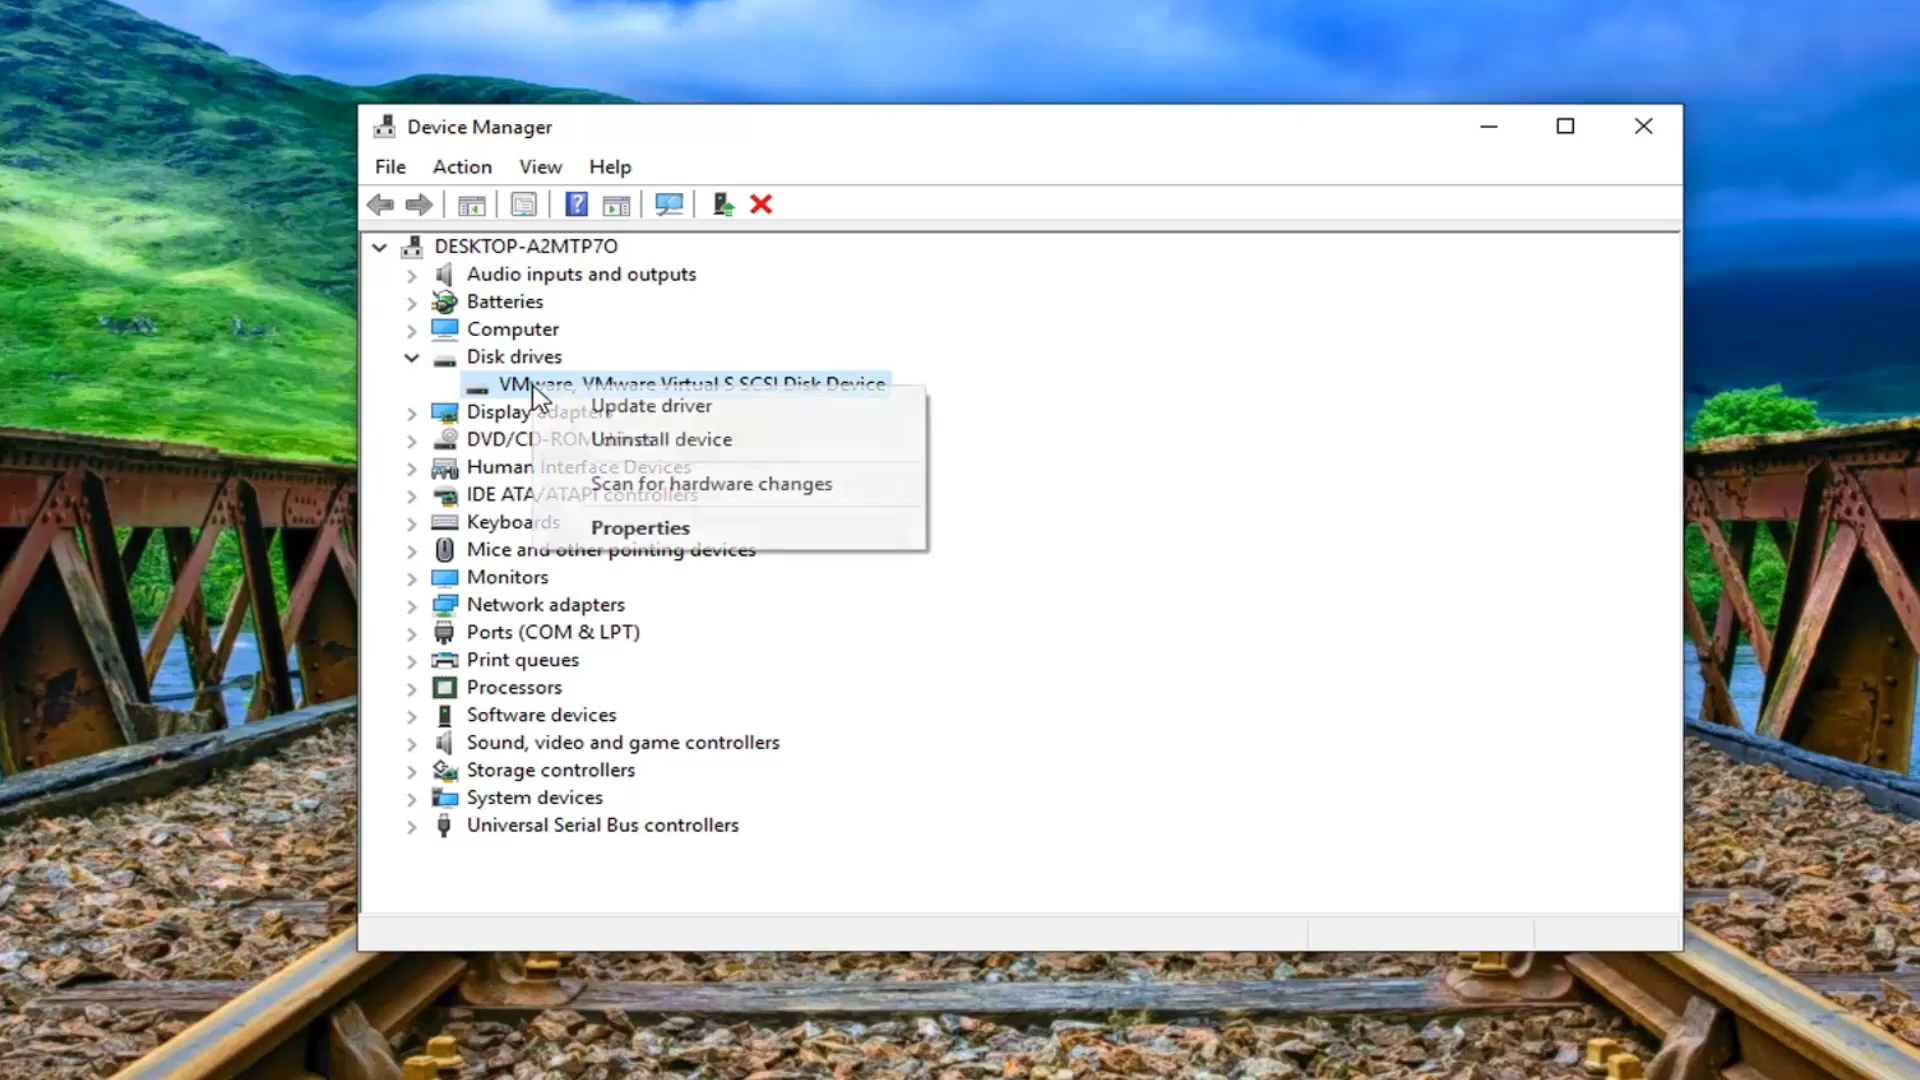 Device Manager
File Action View Help
DESKTOP-A2MTP7O
Audio inputs and outputs
Batteries
Computer
Disk drives
VMware, VMware Virtual S SCSI Disk Device
Update driver
Display adapters
Uninstall device
DVD/CD-ROM
Human Interface Devices
Scan for hardware changes
IDE ATA/ATAPI controllers
Keyboards
Properties
Mice and other pointing devices
Monitors
Network adapters
Ports (COM & LPT)
Print queues
Processors
Software devices
Sound, video and game controllers
Storage controllers
System devices
Universal Serial Bus controllers